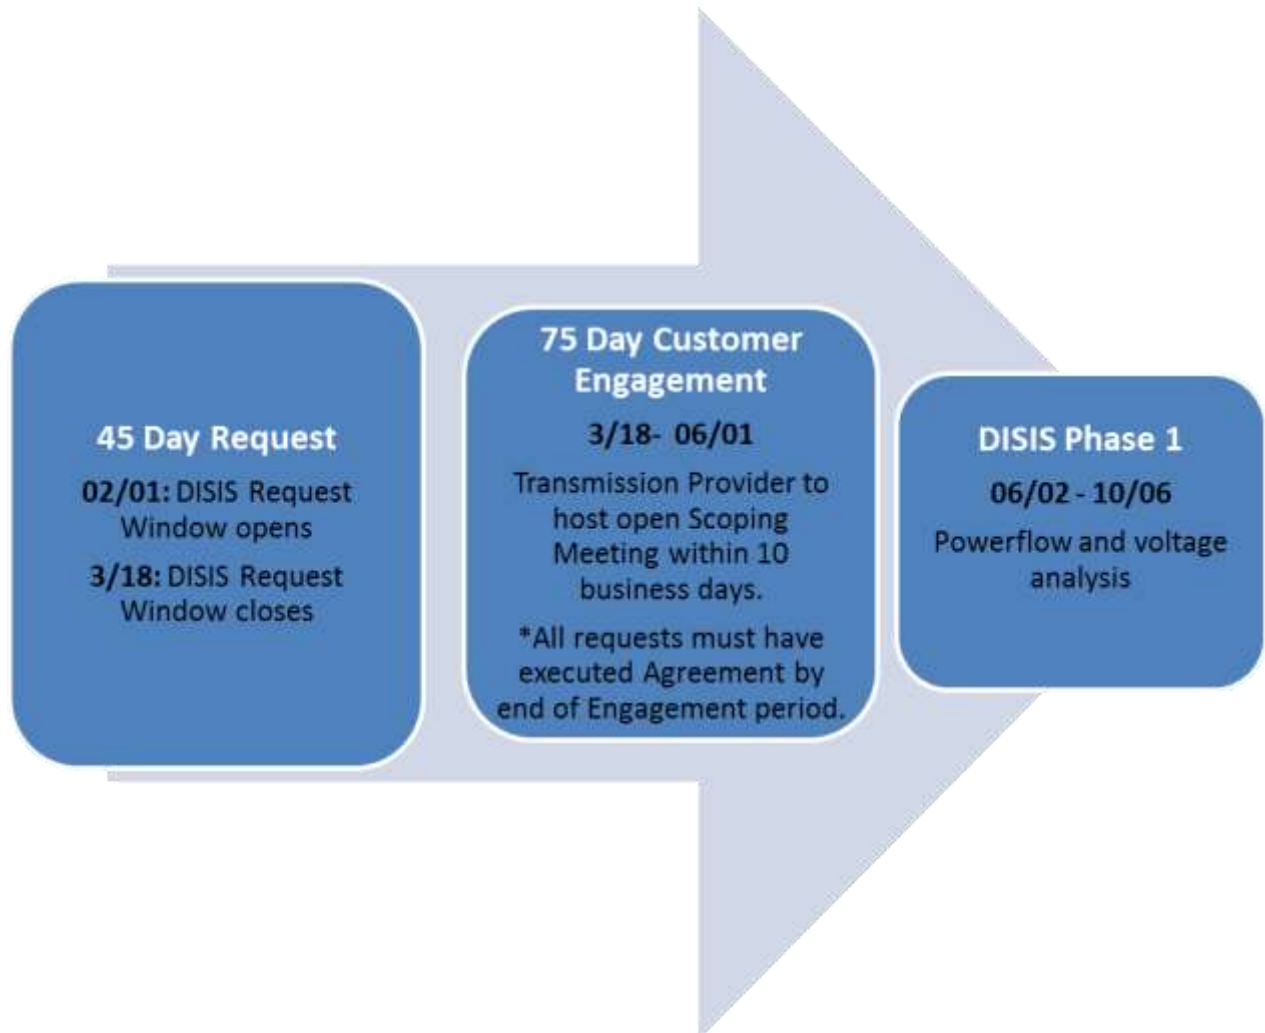 45 Day Request
02/01: DISIS Request
Window opens
3/18: DISIS Request
Window closes
75 Day Customer
Engagement
3/18- 06/01
Transmission Provider to
host open Scoping
Meeting within 10
business days.
*All requests must have
executed Agreement by
end of Engagement period.
DISIS Phase 1
06/02 - 10/06
Powerflow and voltage
analysis